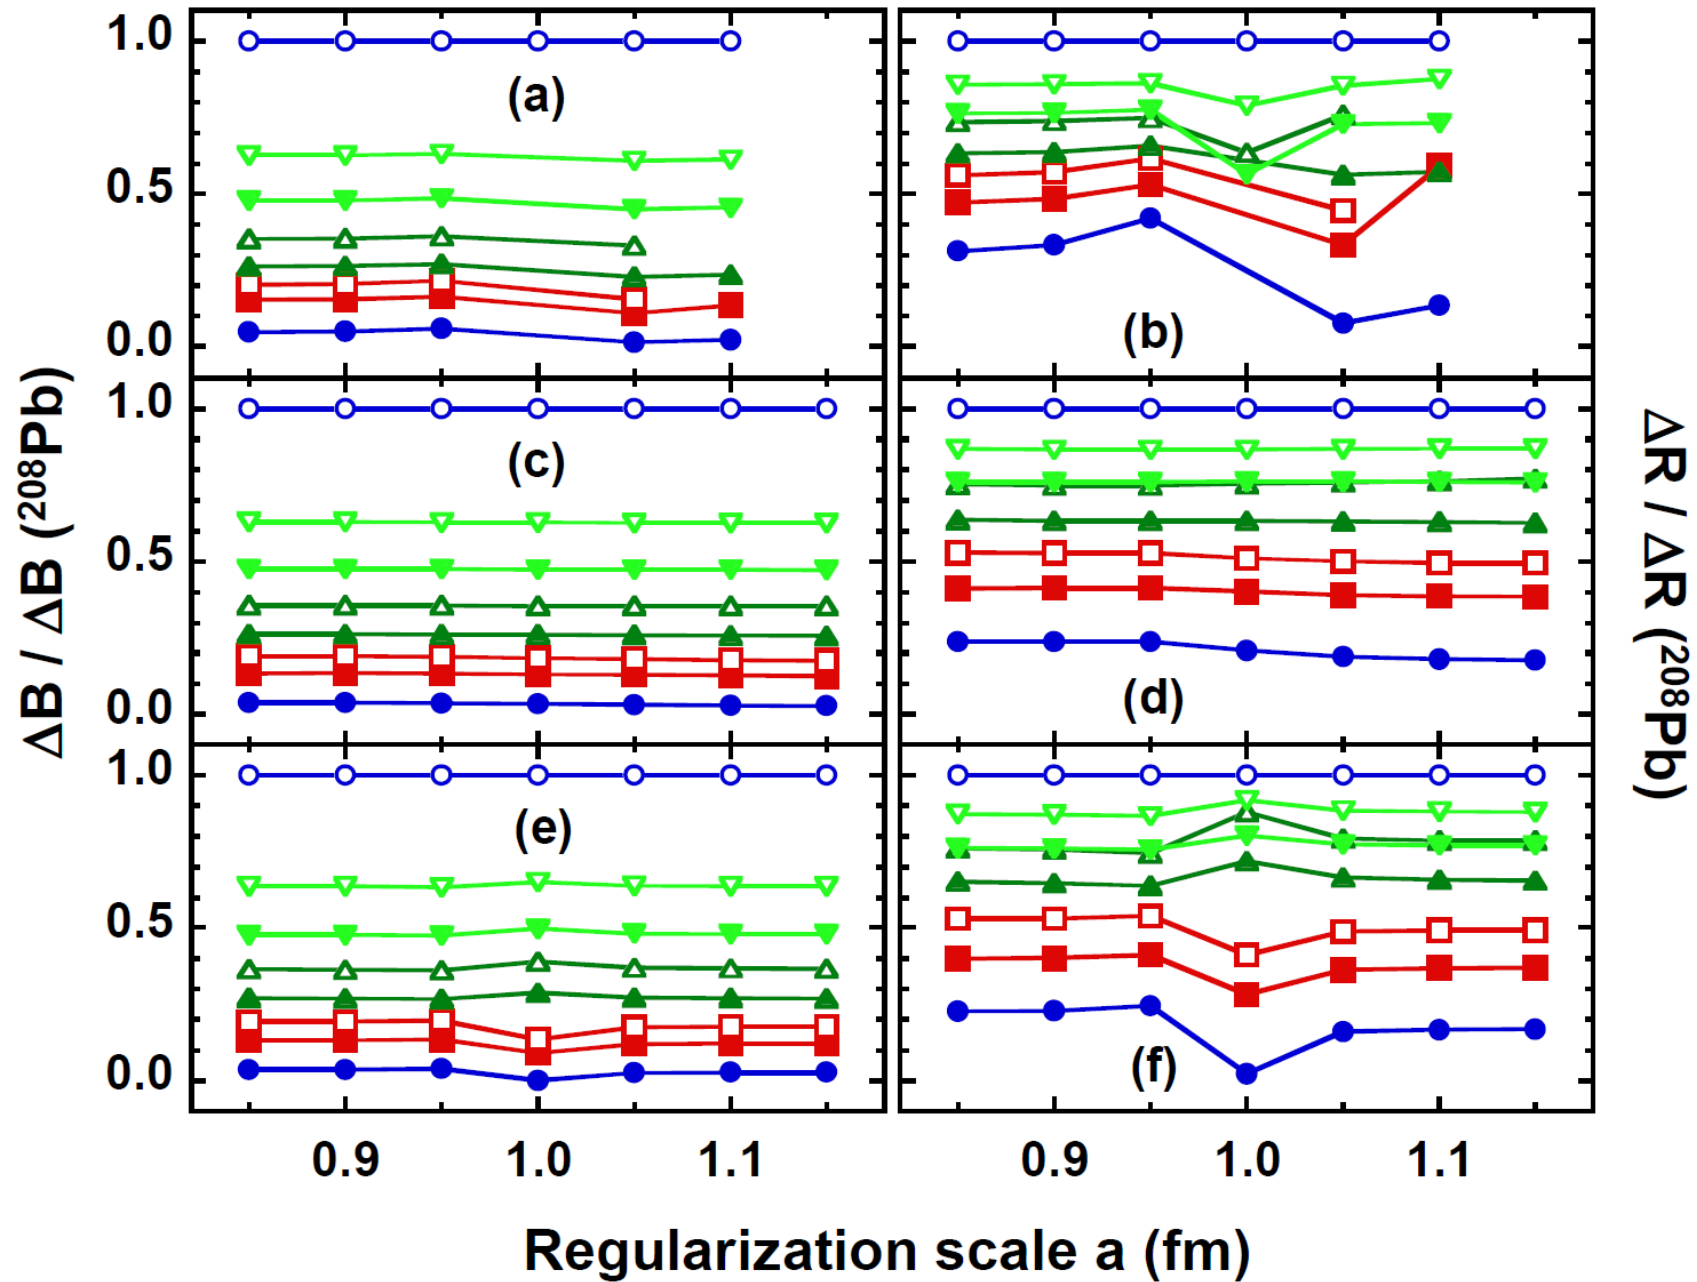 1.0
0.5
0.0
(a)
(b)
1.0
0.5
0.0
(c)
(d)
1.0
0.5
0.0
(e)
(f)
0.9 1.0 1.1
0.9 1.0 1.1
ΔB / ΔB (²⁰⁸Pb)
ΔR / ΔR (²⁰⁸Pb)
Regularization scale a (fm)